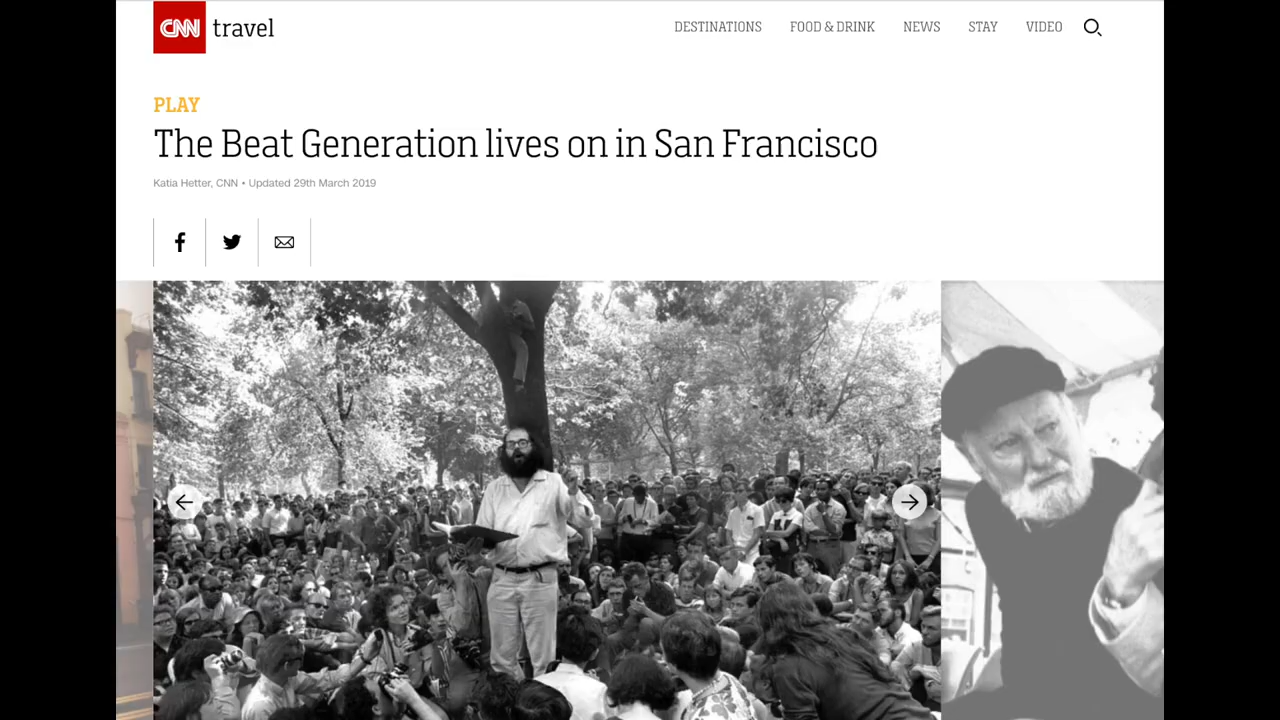 CNN travel
DESTINATIONS FOOD & DRINK NEWS STAY VIDEO
PLAY
The Beat Generation lives on in San Francisco
Katia Hetter, CNN • Updated 29th March 2019